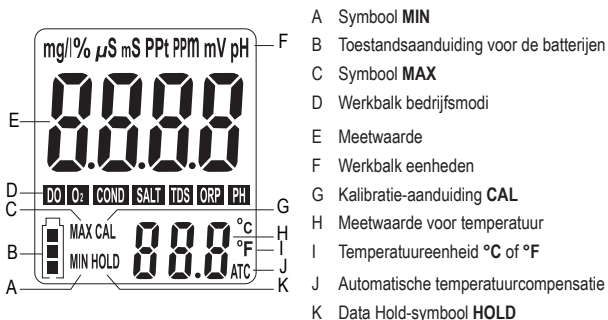 mg/l % µS mS PPt PPM mV pH
F
8.8.8.8
E
D
DO O₂ COND SALT TDS ORP PH
C
G
MAX CAL
°C
H
B
88.8
°F
I
MIN HOLD
ATC
J
A
K
A Symbool MIN
B Toestandsaanduiding voor de batterijen
C Symbool MAX
D Werkbalk bedrijfsmodi
E Meetwaarde
F Werkbalk eenheden
G Kalibratie-aanduiding CAL
H Meetwaarde voor temperatuur
I Temperatuureenheid °C of °F
J Automatische temperatuurcompensatie
K Data Hold-symbool HOLD